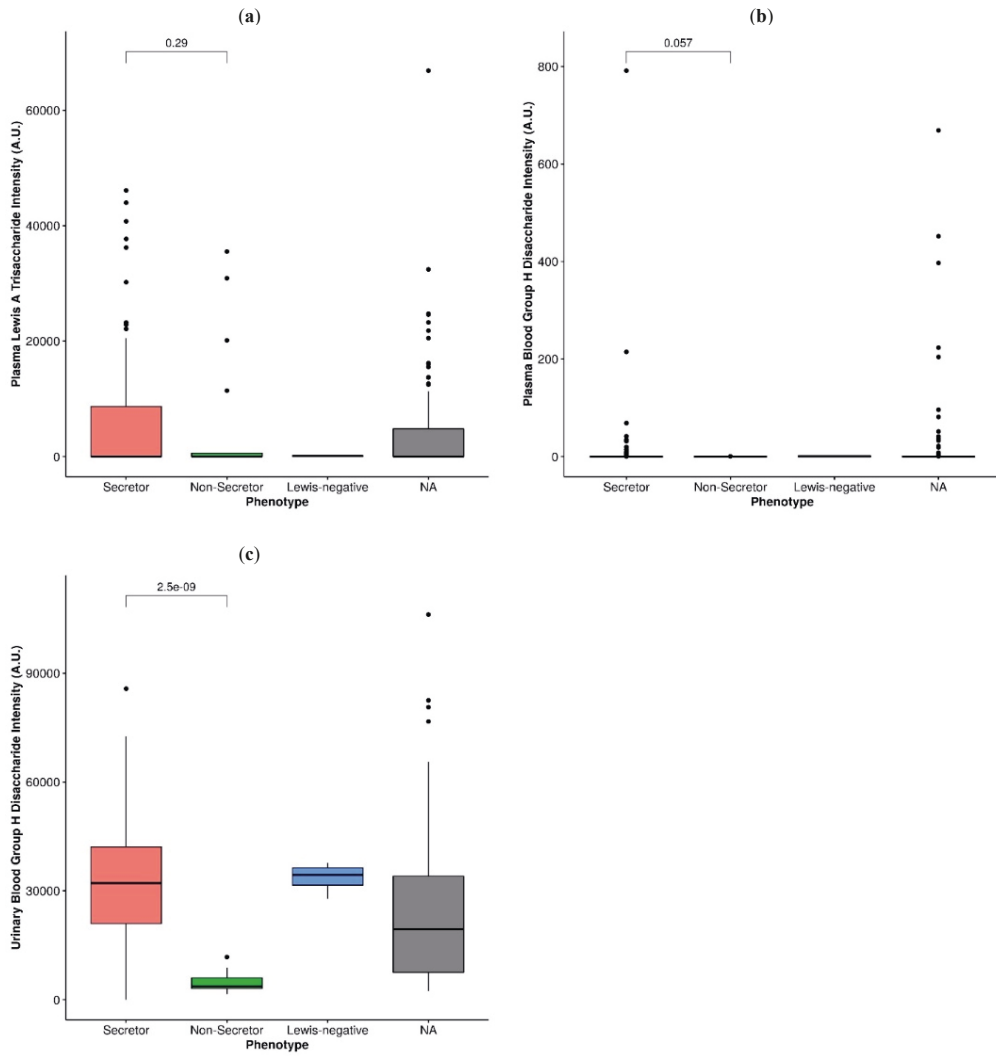 (a)
0.29
Plasma Lewis A Trisaccharide Intensity (A.U.)
60000
40000
20000
0
Secretor Non-Secretor Lewis-negative NA
Phenotype
(b)
0.057
Plasma Blood Group H Disaccharide Intensity (A.U.)
800
600
400
200
0
Secretor Non-Secretor Lewis-negative NA
Phenotype
(c)
2.5e-09
Urinary Blood Group H Disaccharide Intensity (A.U.)
90000
60000
30000
0
Secretor Non-Secretor Lewis-negative NA
Phenotype